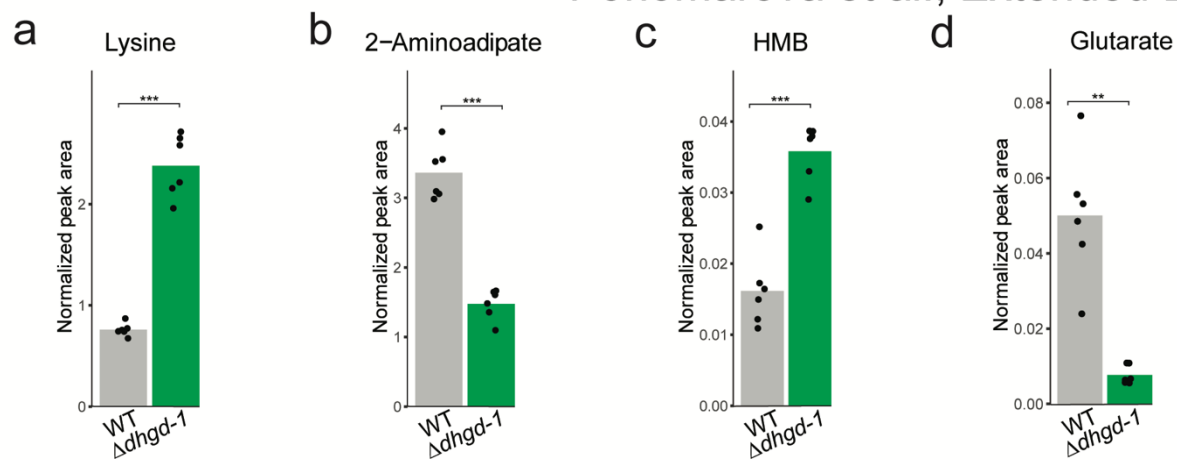 a Lysine
Normalized peak area
2
1
0
***
WT
Δdhgd-1
b 2−Aminoadipate
Normalized peak area
4
3
2
1
0
***
WT
Δdhgd-1
c HMB
Normalized peak area
0.04
0.03
0.02
0.01
0.00
***
WT
Δdhgd-1
d Glutarate
Normalized peak area
0.08
0.06
0.04
0.02
0.00
**
WT
Δdhgd-1